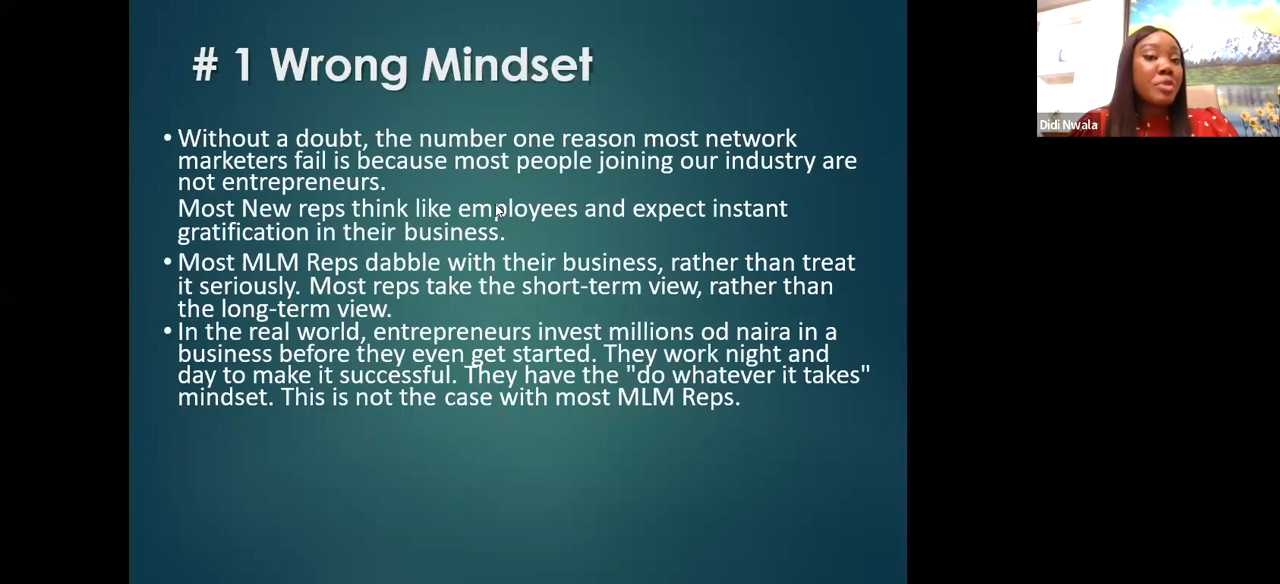 # 1 Wrong Mindset
• Without a doubt, the number one reason most network
marketers fail is because most people joining our industry are
not entrepreneurs.
Most New reps think like employees and expect instant
gratification in their business.
• Most MLM Reps dabble with their business, rather than treat
it seriously. Most reps take the short-term view, rather than
the long-term view.
• In the real world, entrepreneurs invest millions od naira in a
business before they even get started. They work night and
day to make it successful. They have the "do whatever it takes"
mindset. This is not the case with most MLM Reps.
Didi Nwala